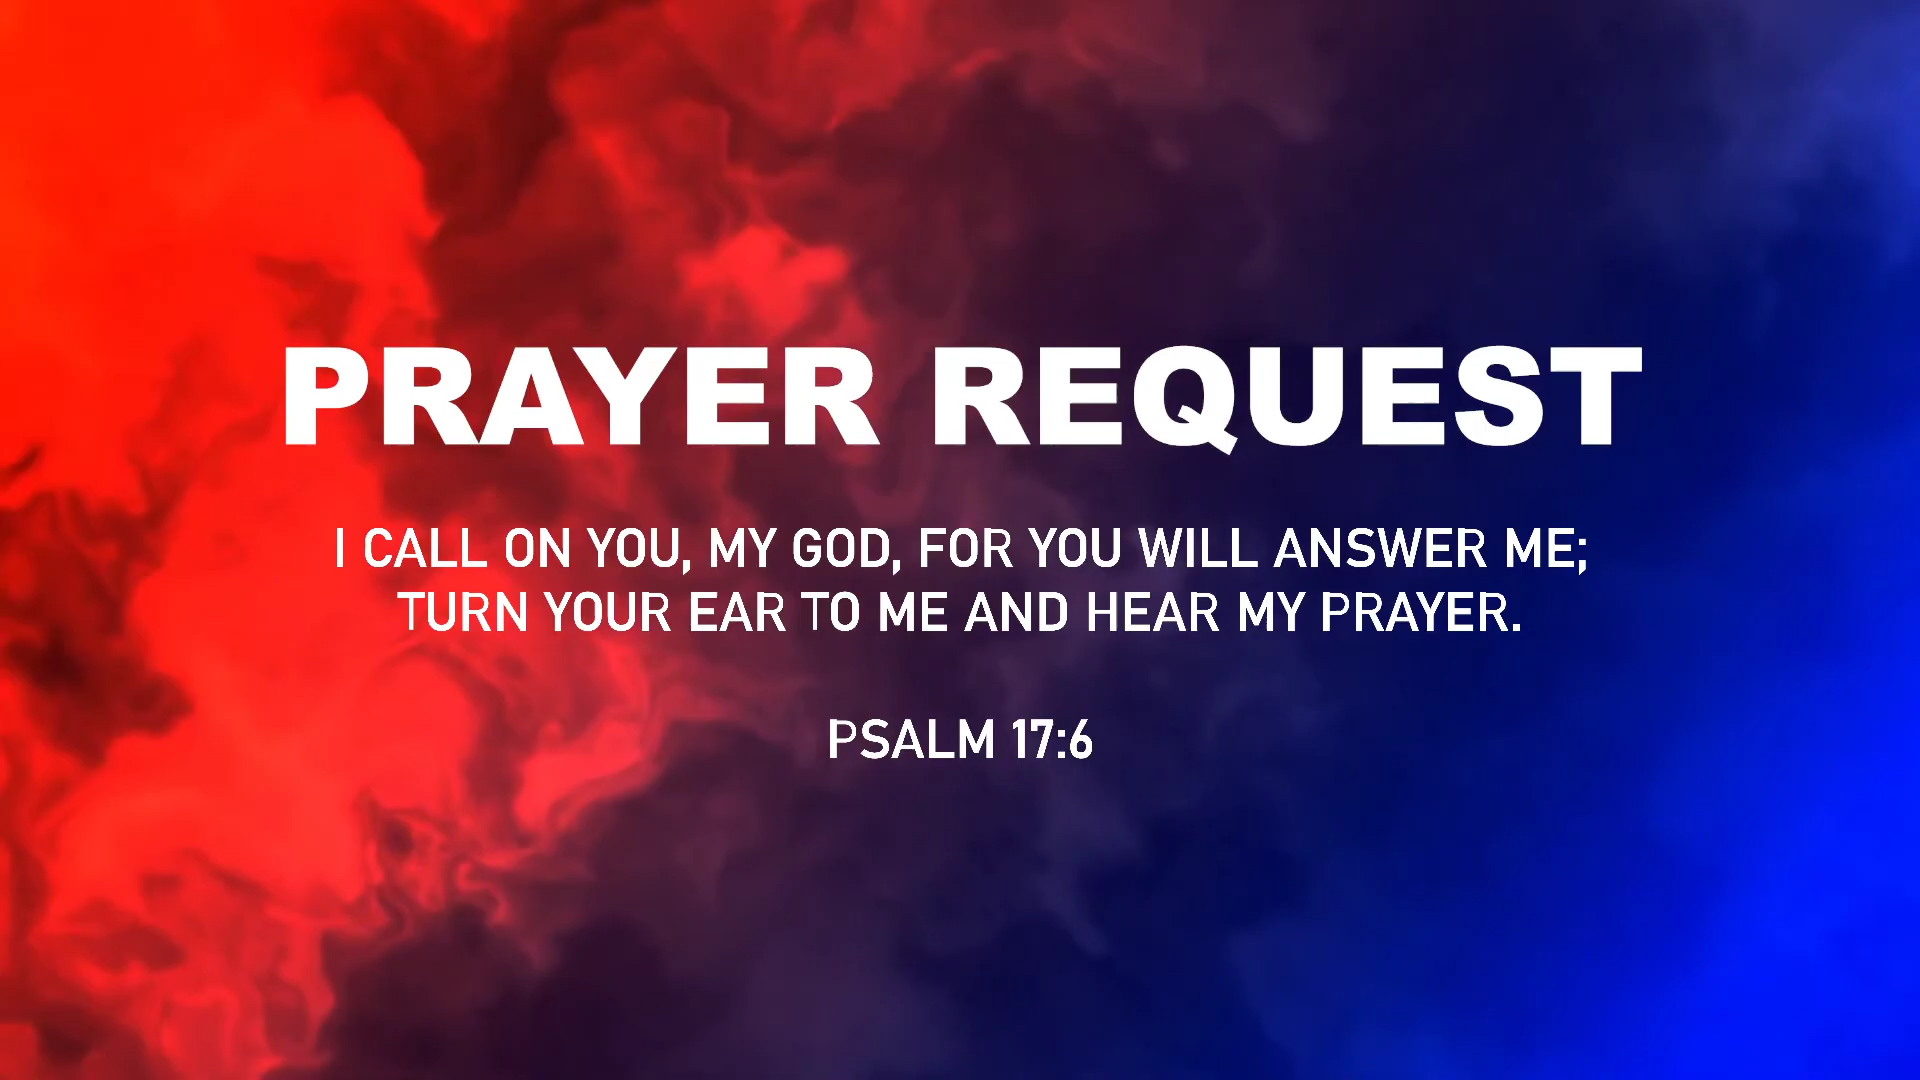 PRAYER REQUEST
I CALL ON YOU, MY GOD, FOR YOU WILL ANSWER ME;
TURN YOUR EAR TO ME AND HEAR MY PRAYER.
PSALM 17:6